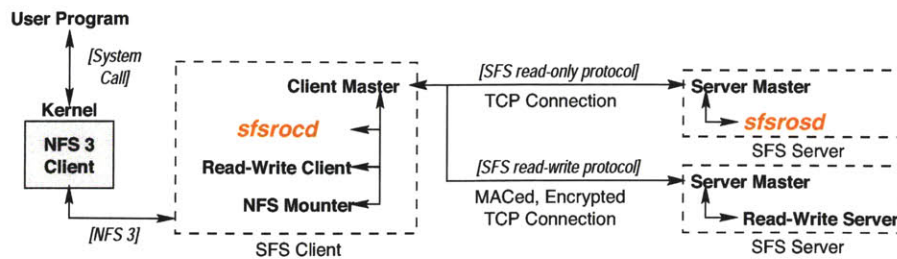 User Program
[System
Call]
Kernel
NFS 3
Client
[NFS 3]
Client Master
sfsrocd
Read-Write Client
NFS Mounter
SFS Client
[SFS read-only protocol]
TCP Connection
[SFS read-write protocol]
MACed, Encrypted
TCP Connection
Server Master
sfsrosd
SFS Server
Server Master
Read-Write Server
SFS Server